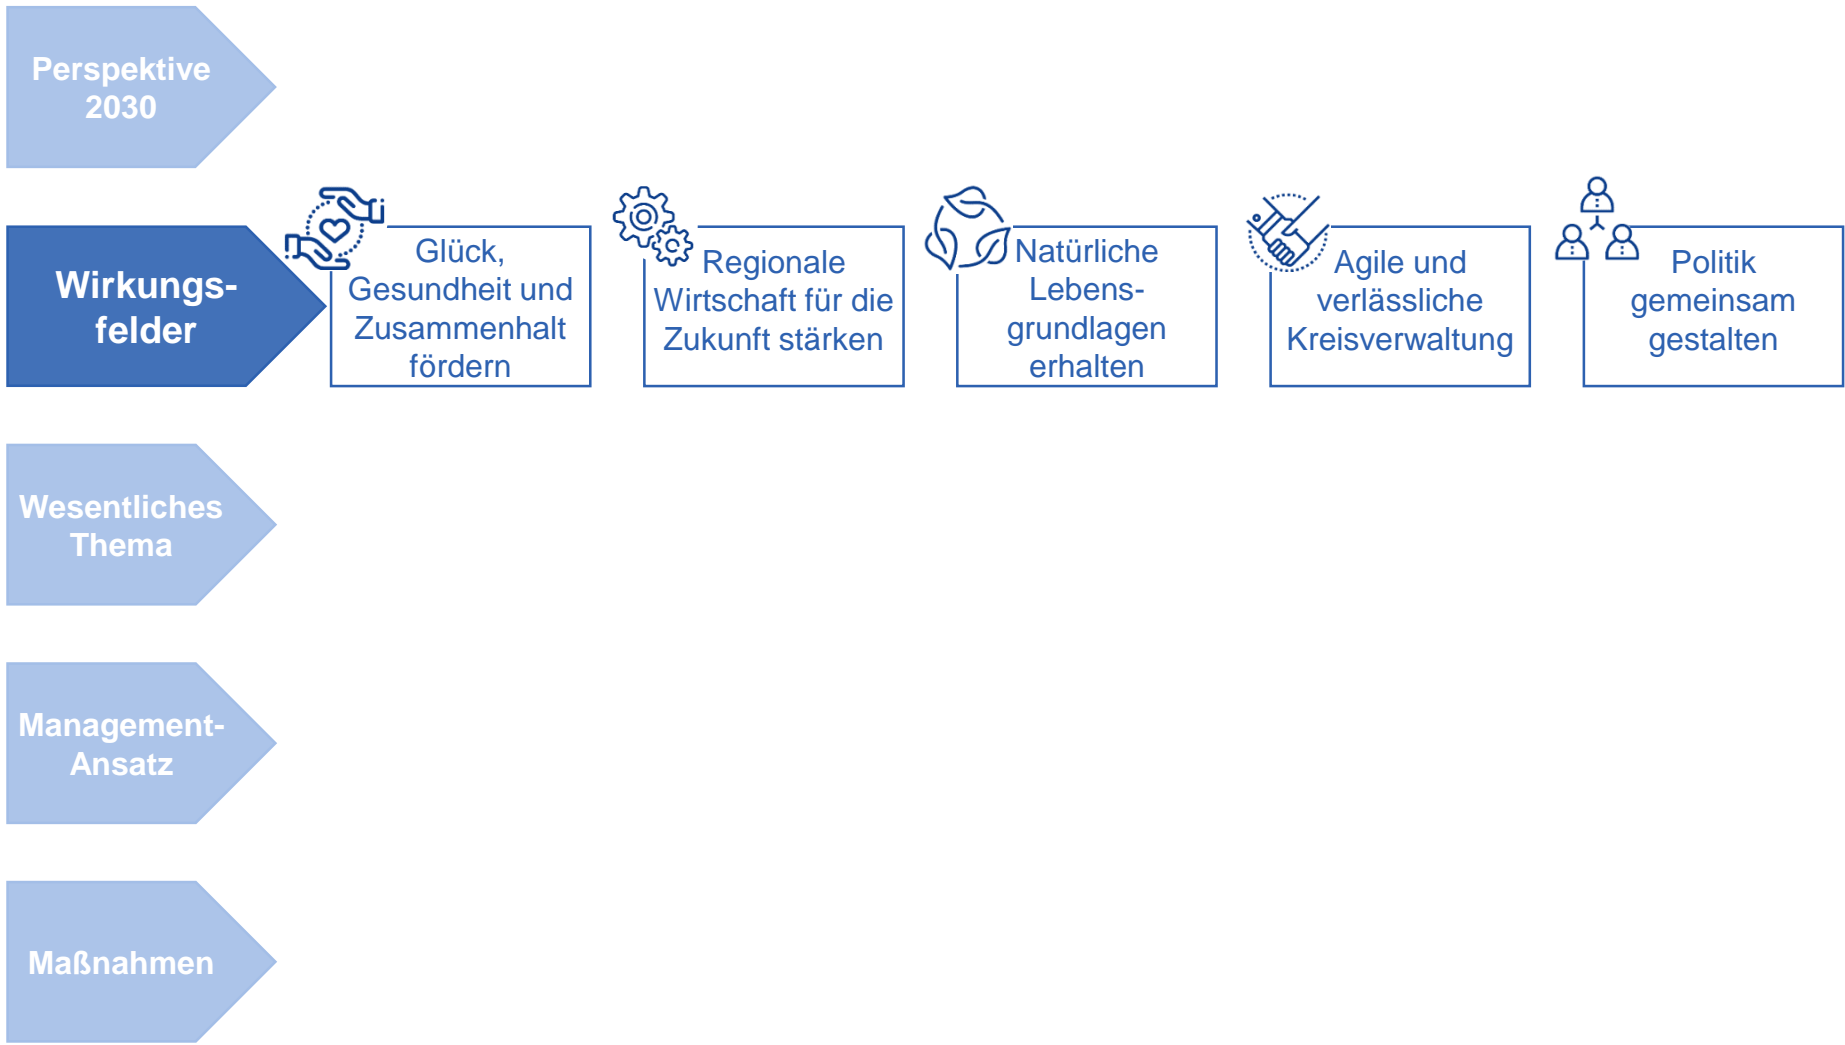 Perspektive
2030
Wirkungs-
felder
Glück,
Gesundheit und
Zusammenhalt
fördern
Regionale
Wirtschaft für die
Zukunft stärken
Natürliche
Lebens-
grundlagen
erhalten
Agile und
verlässliche
Kreisverwaltung
Politik
gemeinsam
gestalten
Wesentliches
Thema
Management-
Ansatz
Maßnahmen